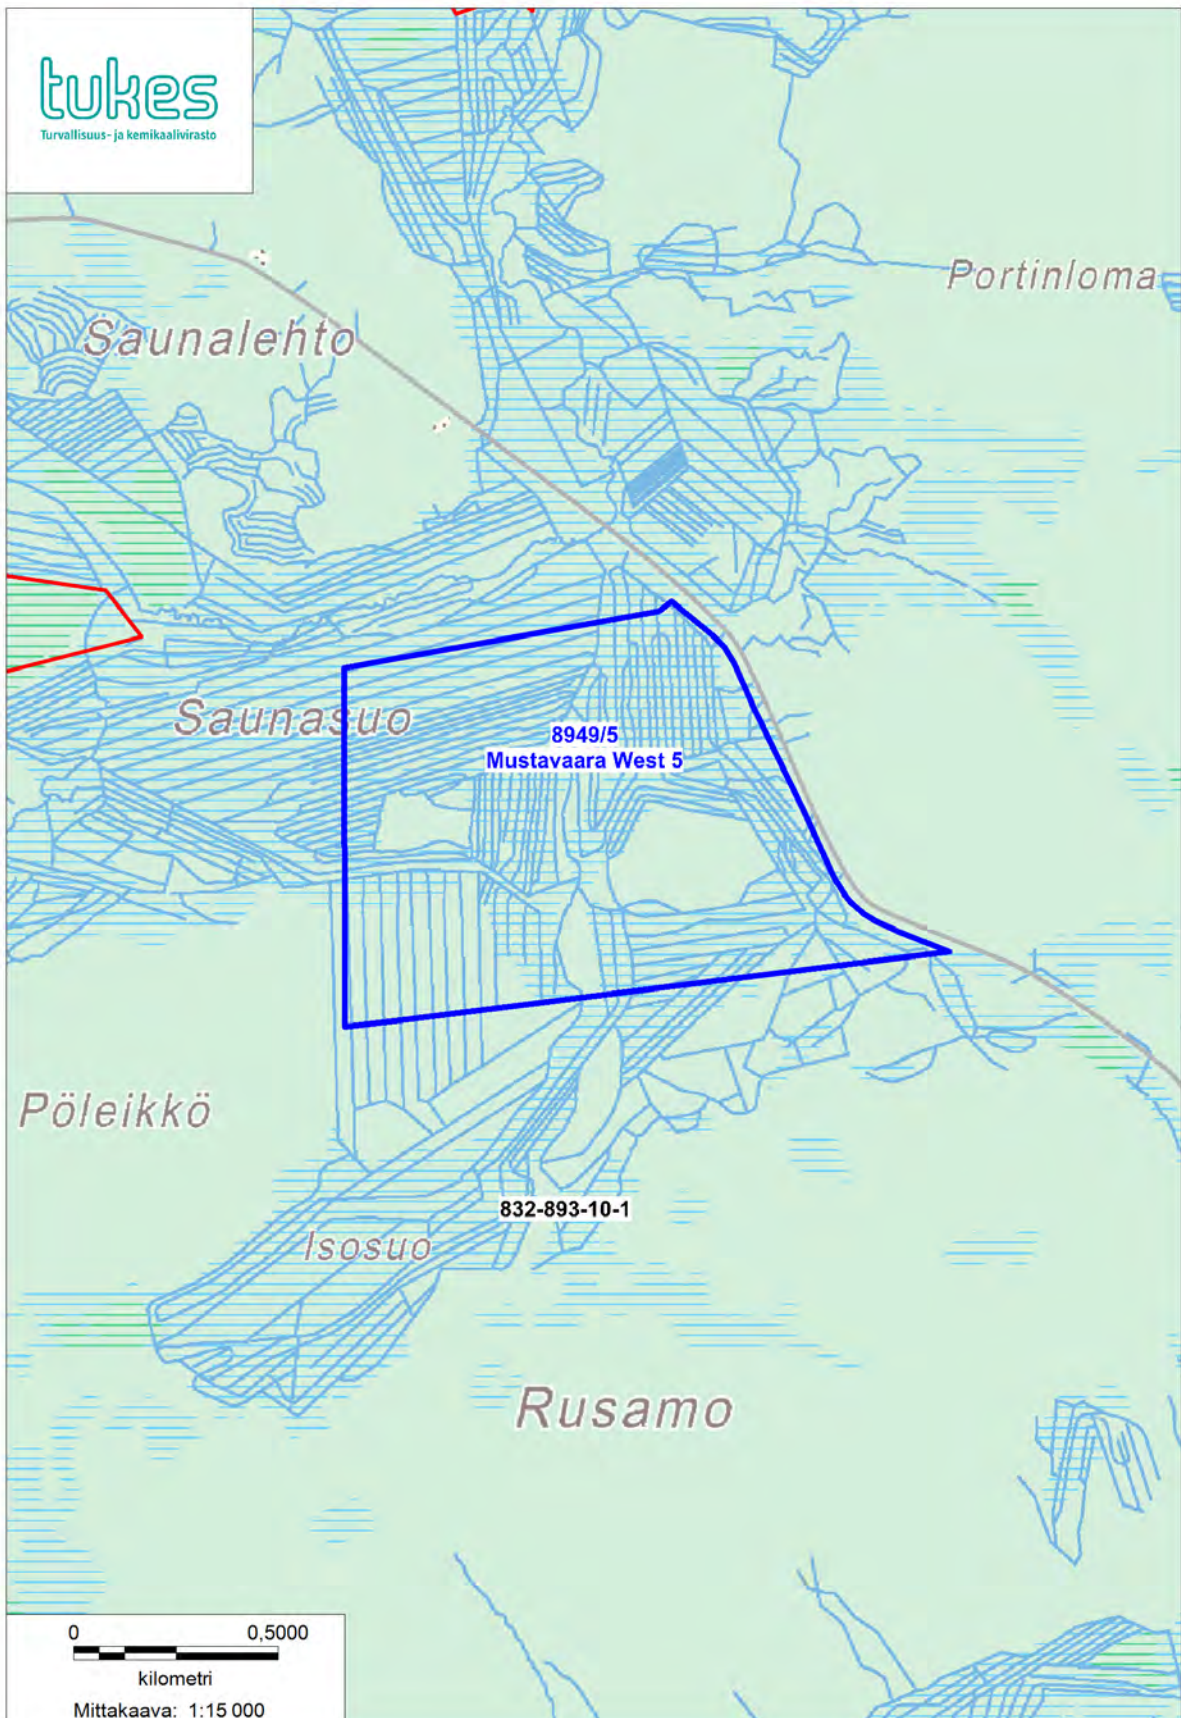 tukes
Turvallisuus- ja kemikaalivirasto
Portinloma
Saunalehto
Saunasuo
8949/5
Mustavaara West 5
Pöleikkö
832-893-10-1
Isosuo
Rusamo
0 0,5000
kilometri
Mittakaava: 1:15 000